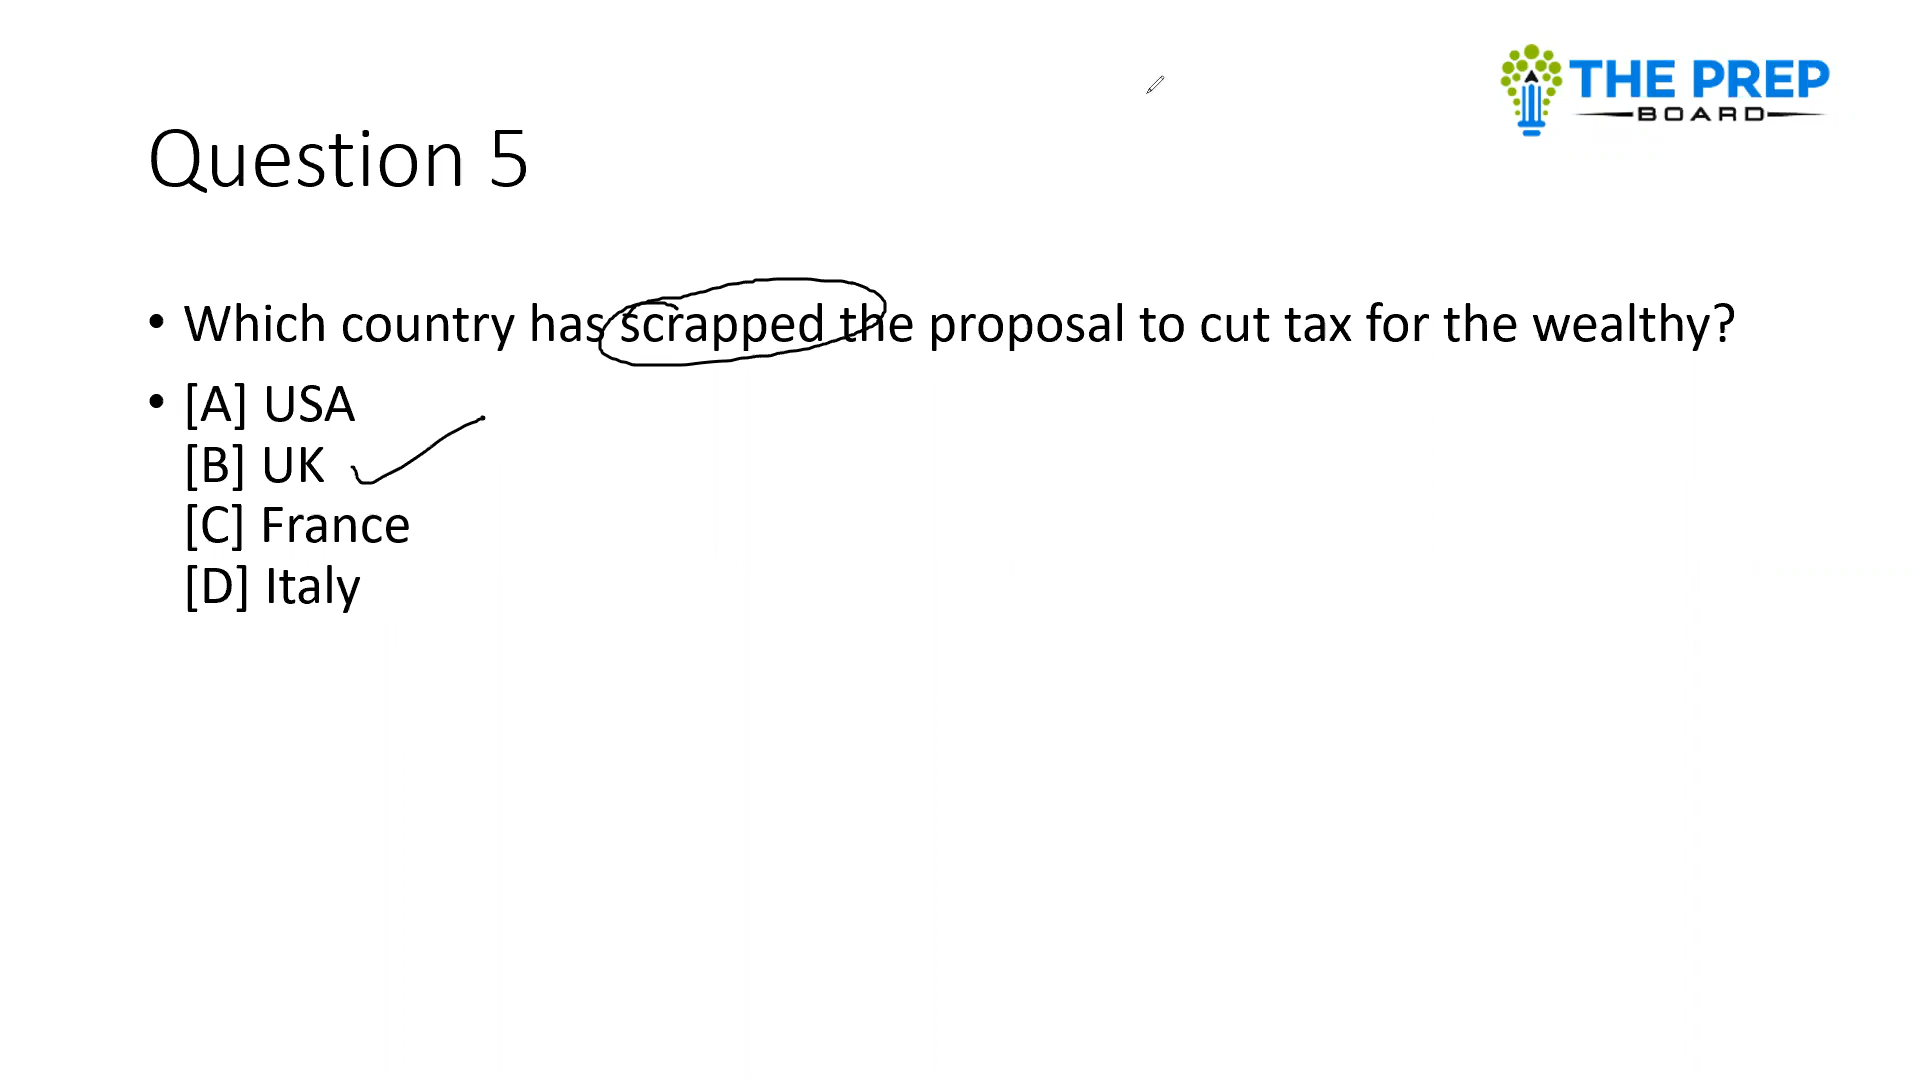 THE PREP
BOARD
Question 5
• Which country has scrapped the proposal to cut tax for the wealthy?
• [A] USA
[B] UK
[C] France
[D] Italy